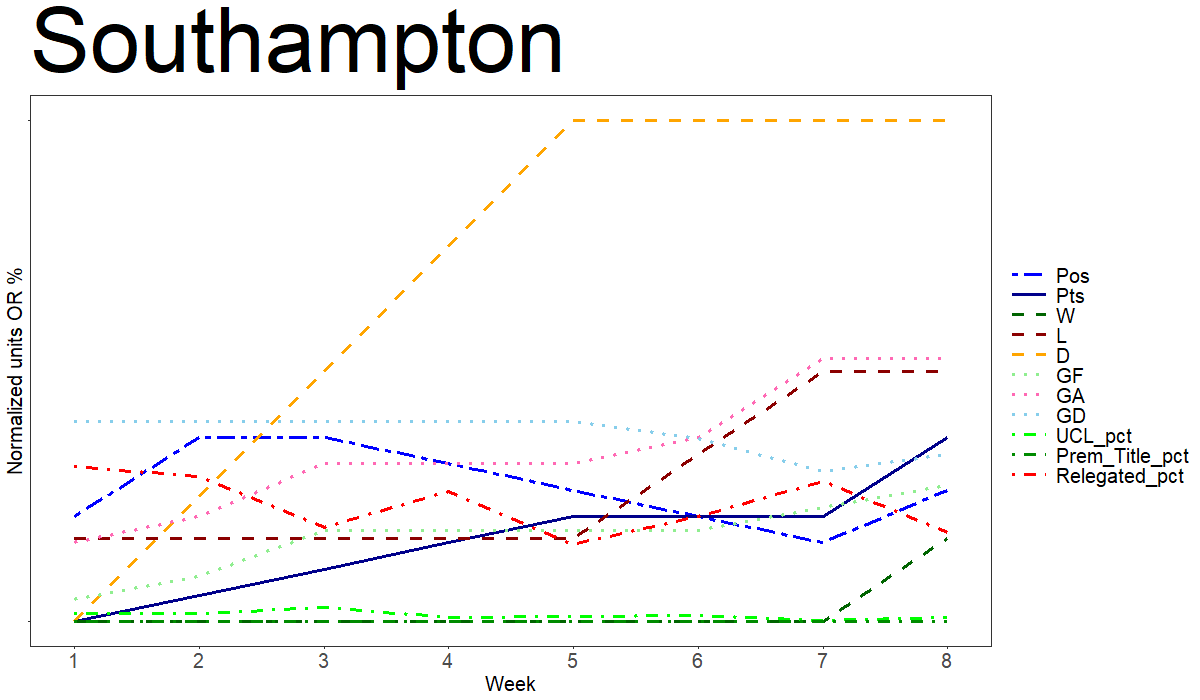 Southampton
Normalized units OR %
1 2 3 4 5 6 7 8
Week
Pos
Pts
W
L
D
GF
GA
GD
UCL_pct
Prem_Title_pct
Relegated_pct